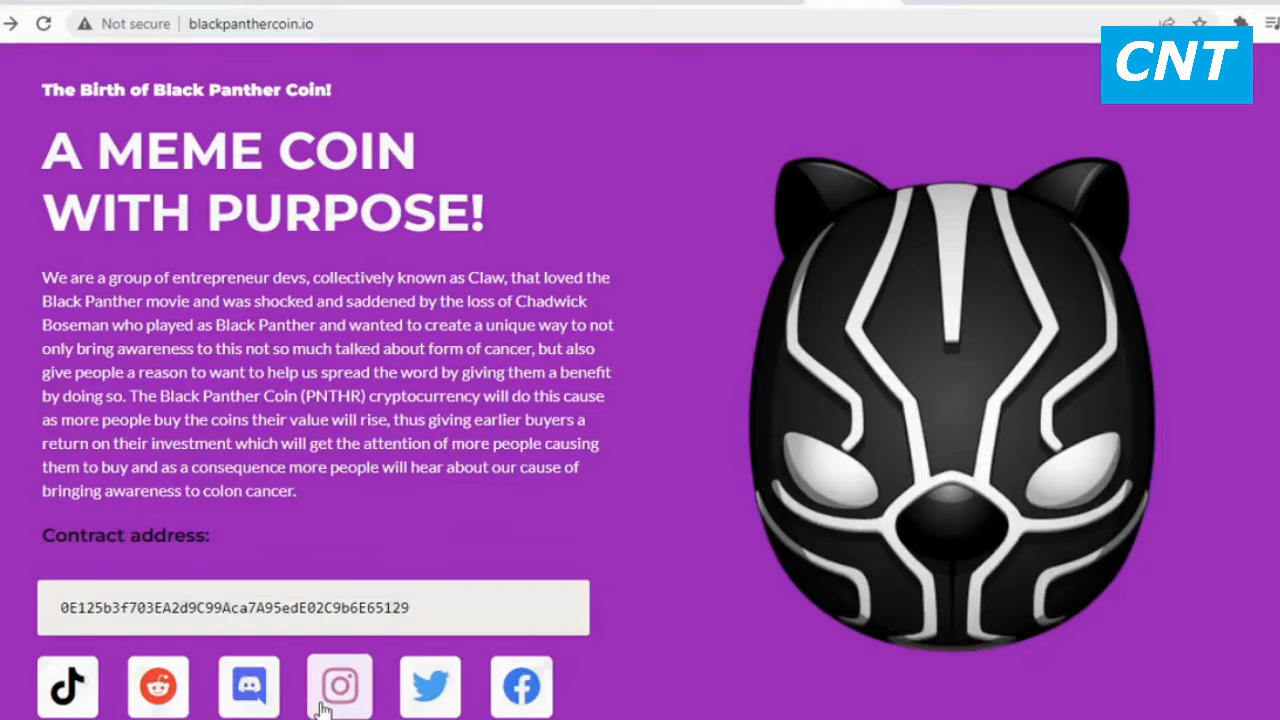 Not secure | blackpanthercoin.io
CNT
The Birth of Black Panther Coin!
A MEME COIN
WITH PURPOSE!
We are a group of entrepreneur devs, collectively known as Claw, that loved the
Black Panther movie and was shocked and saddened by the loss of Chadwick
Boseman who played as Black Panther and wanted to create a unique way to not
only bring awareness to this not so much talked about form of cancer, but also
give people a reason to want to help us spread the word by giving them a benefit
by doing so. The Black Panther Coin (PNTHR) cryptocurrency will do this cause
as more people buy the coins their value will rise, thus giving earlier buyers a
return on their investment which will get the attention of more people causing
them to buy and as a consequence more people will hear about our cause of
bringing awareness to colon cancer.
Contract address:
0E125b3f703EA2d9C99Aca7A95edE02C9b6E65129